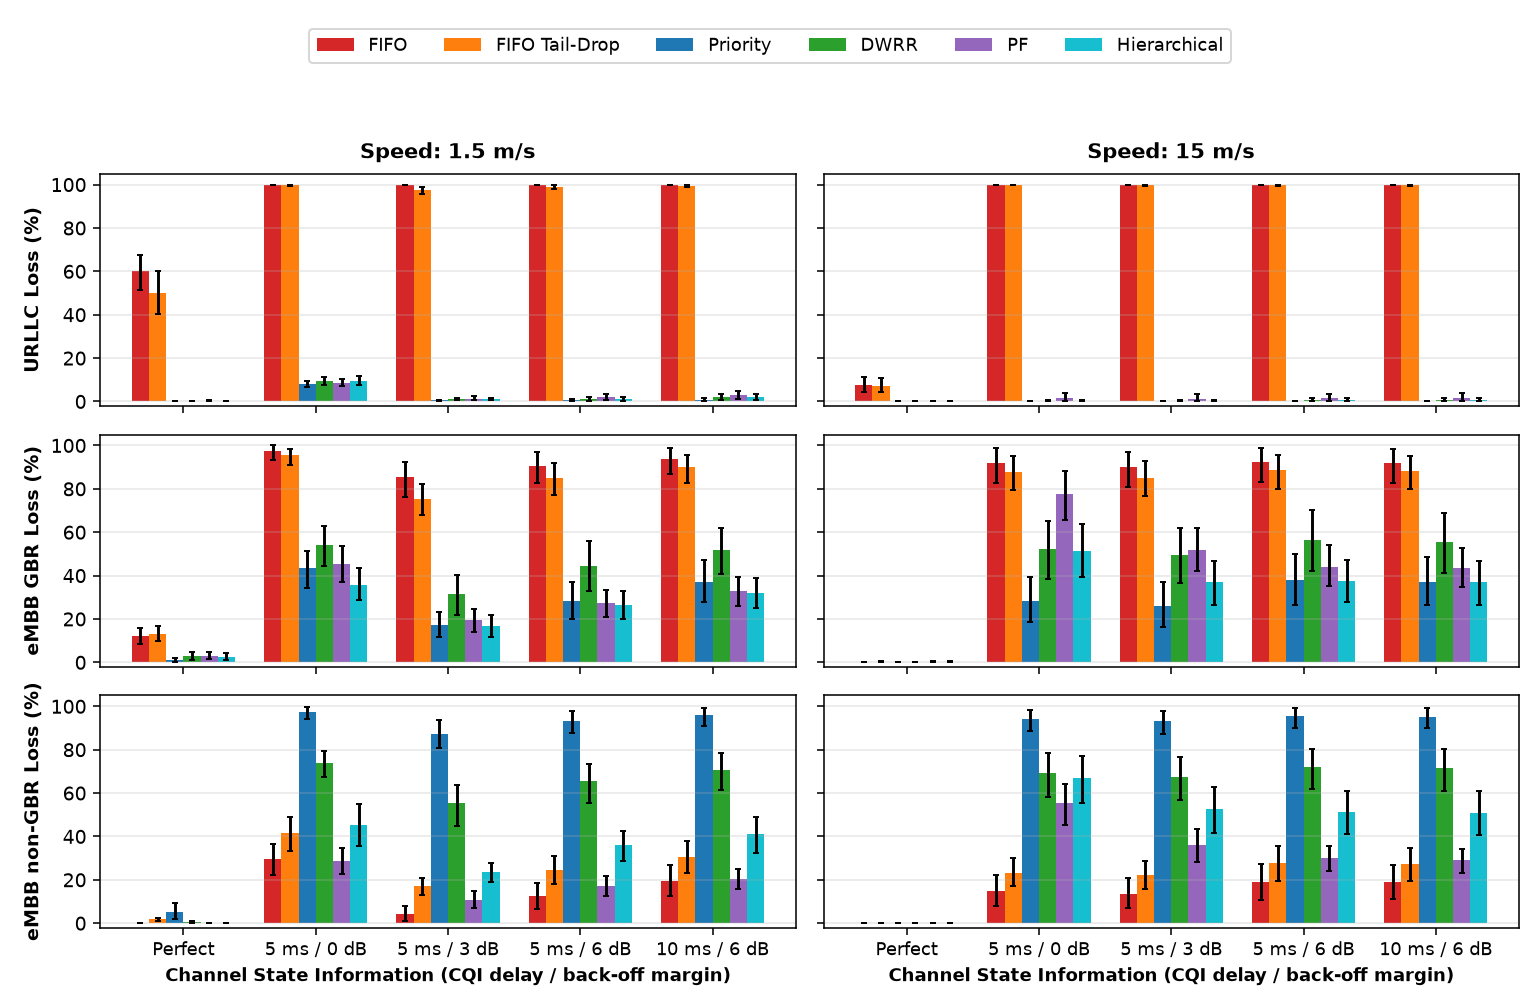 FIFO FIFO Tail-Drop Priority DWRR PF Hierarchical
Speed: 1.5 m/s
Speed: 15 m/s
URLLC Loss (%)
100
80
60
40
20
0
eMBB GBR Loss (%)
100
80
60
40
20
0
eMBB non-GBR Loss (%)
100
80
60
40
20
0
Perfect 5 ms / 0 dB 5 ms / 3 dB 5 ms / 6 dB 10 ms / 6 dB
Channel State Information (CQI delay / back-off margin)
Perfect 5 ms / 0 dB 5 ms / 3 dB 5 ms / 6 dB 10 ms / 6 dB
Channel State Information (CQI delay / back-off margin)